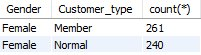 Gender Customer_type count(*)
Female Member 261
Female Normal 240